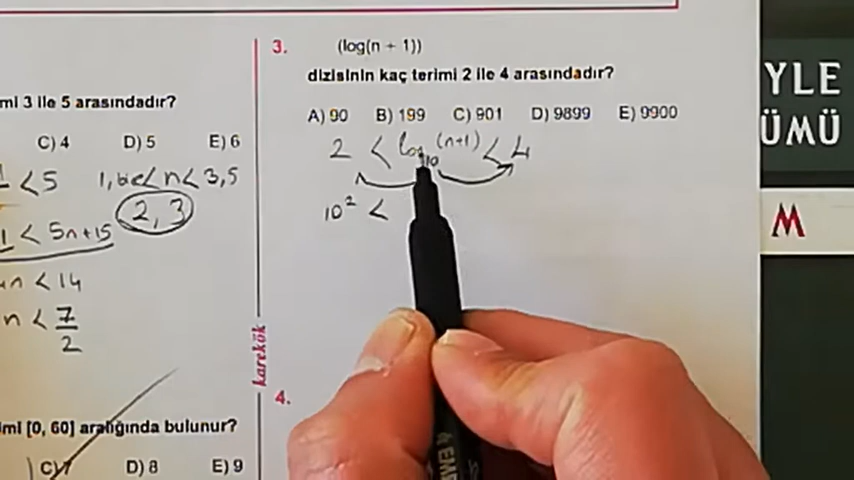 mi 3 ile 5 arasındadır?
C) 4 D) 5 E) 6
< 5 1, < n < 3,5
2, 3
1 < 5n+15
n < 14
n < 7/2
mi [0, 60] aralığında bulunur?
C) 7 D) 8 E) 9
karekök
3. (log(n + 1))
dizisinin kaç terimi 2 ile 4 arasındadır?
A) 90 B) 199 C) 901 D) 9899 E) 9900
2 < log10 (n+1) < 4
10² <
4.
YLE
ÜMÜ
M